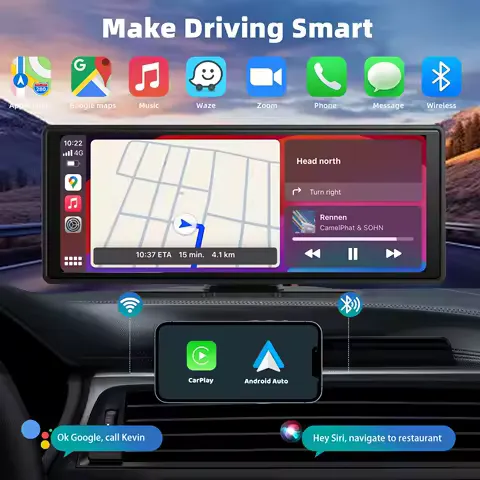 Make Driving Smart
Google maps
Music
Waze
Zoom
Phone
Message
Wireless
280
10:22
4G
Head north
Turn right
Rennen
CamelPhat & SOHN
10:37 ETA 15 min. 4.1 km
CarPlay
Android Auto
Ok Google, call Kevin
Hey Siri, navigate to restaurant